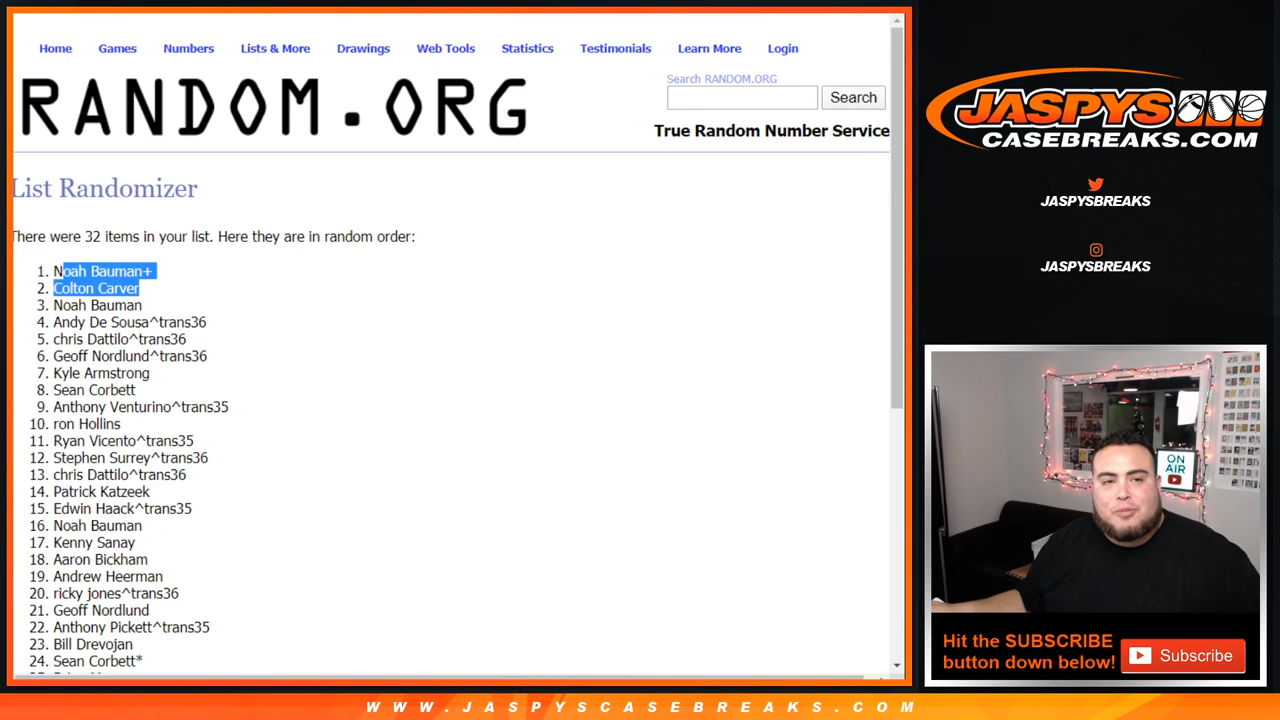 Home Games Numbers Lists & More Drawings Web Tools Statistics Testimonials Learn More Login
RANDOM.ORG
Search RANDOM.ORG
Search
True Random Number Service
List Randomizer
There were 32 items in your list. Here they are in random order:
1. Noah Bauman+
2. Colton Carver
3. Noah Bauman
4. Andy De Sousa^trans36
5. chris Dattilo^trans36
6. Geoff Nordlund^trans36
7. Kyle Armstrong
8. Sean Corbett
9. Anthony Venturino^trans35
10. ron Hollins
11. Ryan Vicento^trans35
12. Stephen Surrey^trans36
13. chris Dattilo^trans36
14. Patrick Katzeek
15. Edwin Haack^trans35
16. Noah Bauman
17. Kenny Sanay
18. Aaron Bickham
19. Andrew Heerman
20. ricky jones^trans36
21. Geoff Nordlund
22. Anthony Pickett^trans35
23. Bill Drevojan
24. Sean Corbett*
JASPYS
CASEBREAKS.COM
JASPYSBREAKS
JASPYSBREAKS
ON
AIR
Hit the SUBSCRIBE
button down below!
Subscribe
WWW.JASPYSCASEBREAKS.COM